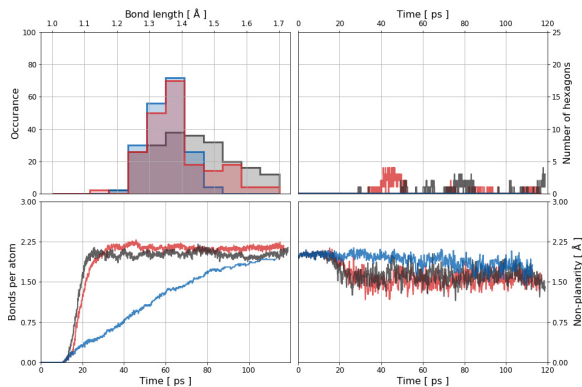 Bond length [ Å ]
1.0 1.1 1.2 1.3 1.4 1.5 1.6 1.7
Time [ ps ]
0 20 40 60 80 100 120
Occurance
100
80
60
40
20
0
Number of hexagons
25
20
15
10
5
0
Bonds per atom
3.00
2.25
1.50
0.75
0.00
Non-planarity [ Å ]
3.00
2.25
1.50
0.75
0.00
0 20 40 60 80 100
Time [ ps ]
0 20 40 60 80 100 120
Time [ ps ]